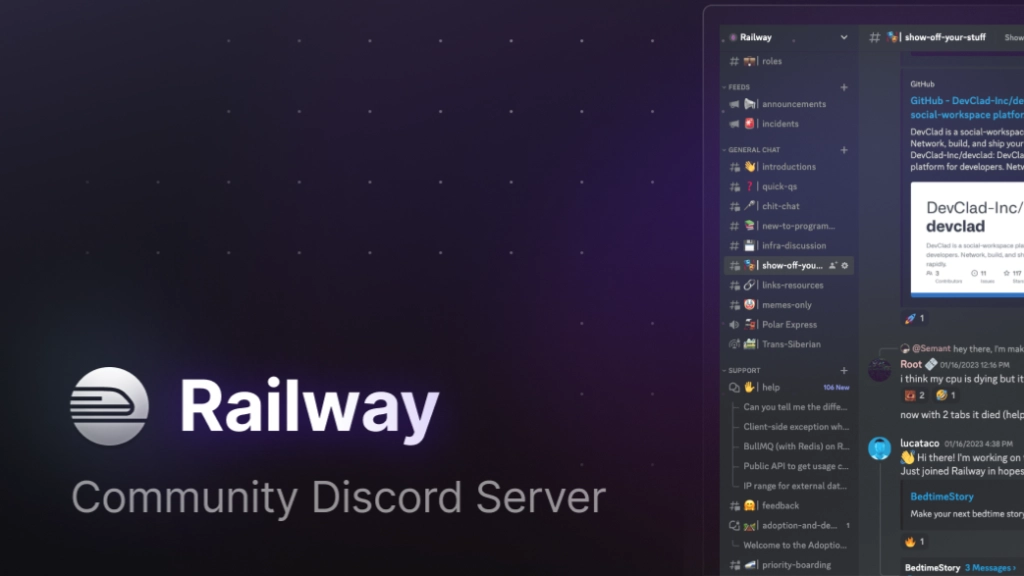 Railway
Community Discord Server
Railway
roles
FEEDS
announcements
incidents
GENERAL CHAT
introductions
quick-qs
chit-chat
new-to-program...
infra-discussion
show-off-you...
links-resources
memes-only
Polar Express
Trans-Siberian
SUPPORT
help 106 New
Can you tell me the diffe...
Client-side exception wh...
BullMQ (with Redis) on R...
Public API to get usage c...
IP range for external dat...
feedback
adoption-and-de... 1
Welcome to the Adoptio...
priority-boarding
show-off-your-stuff Show
GitHub
GitHub - DevClad-Inc/de
social-workspace platfor
DevClad is a social-workspac
Network, build, and ship your
DevClad-Inc/devclad: DevCla
platform for developers. Netw
DevClad-Inc/
devclad
DevClad is a social-workspace pla
developers. Network, build, and sh
rapidly.
3 11 117
Contributor Issues Stars
1
@Semant hey there, I'm mak
Root 01/16/2023 12:16 PM
i think my cpu is dying but it
2 1
now with 2 tabs it died (help
lucataco 01/16/2023 4:38 PM
Hi there! I'm working on
Just joined Railway in hopes
BedtimeStory
Make your next bedtime story
1
BedtimeStory 3 Messages ›